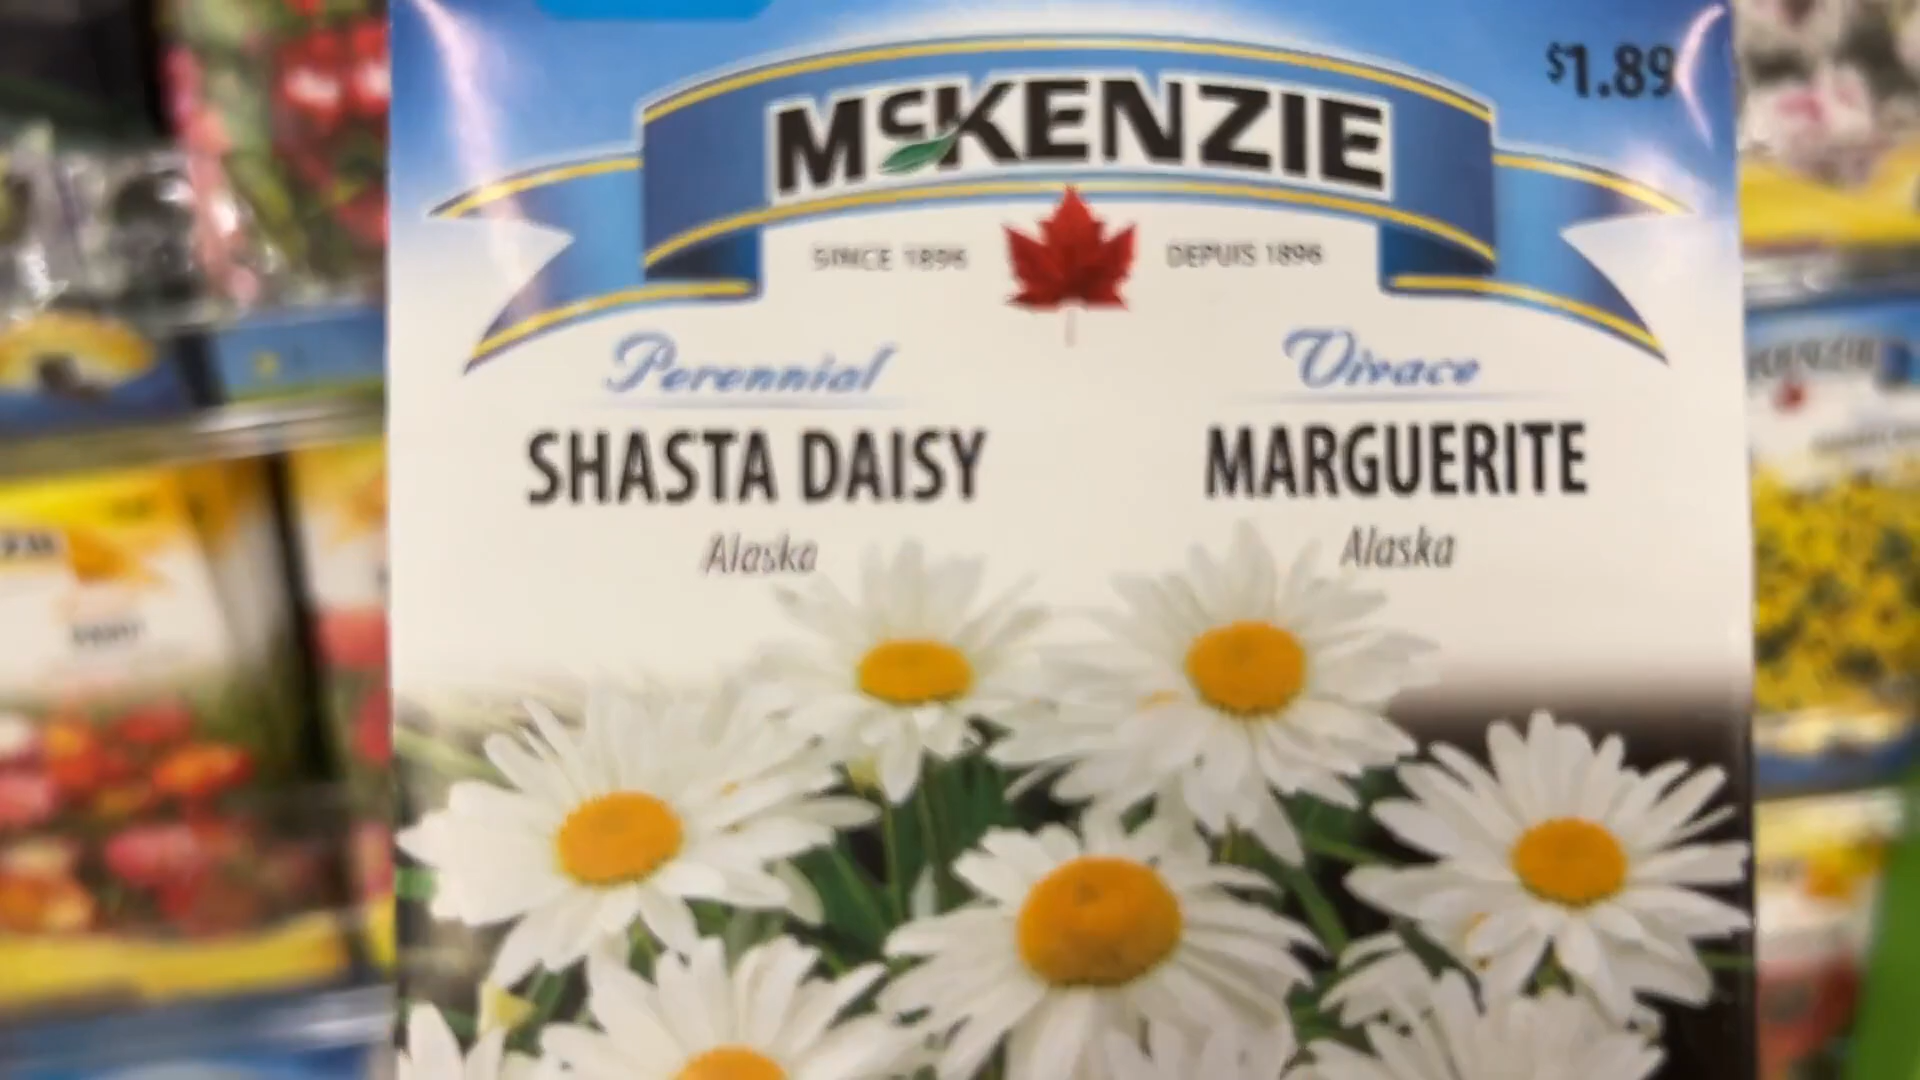 $1.89
McKENZIE
SINCE 1896
DEPUIS 1896
Perennial
Vivace
SHASTA DAISY
MARGUERITE
Alaska
Alaska